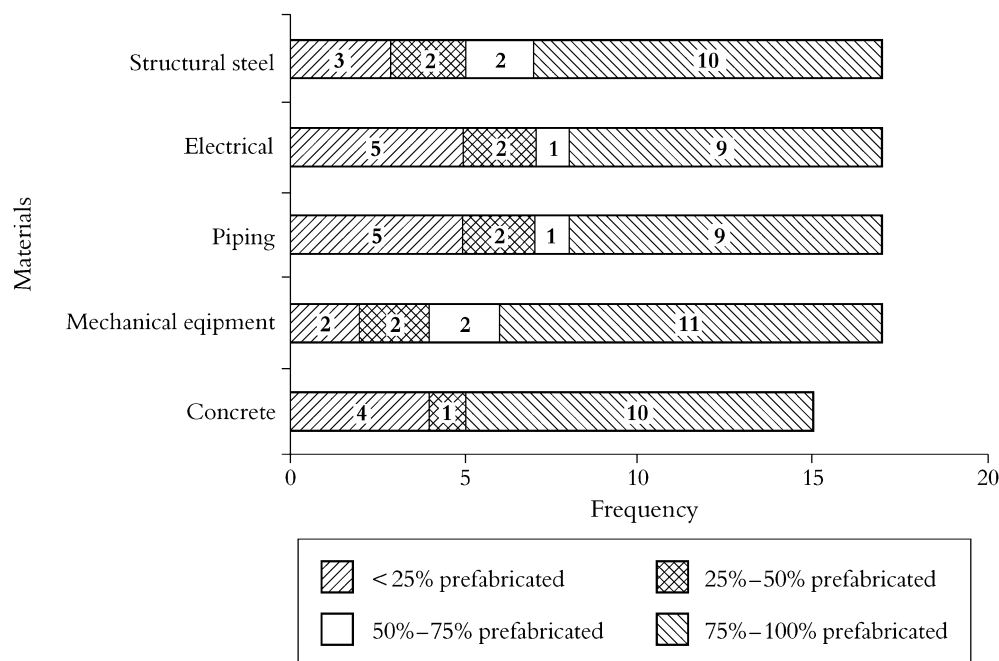 Structural steel
3 2 2 10
Electrical
5 2 1 9
Piping
5 2 1 9
Mechanical eqipment
2 2 2 11
Concrete
4 1 10
Materials
0 5 10 15 20
Frequency
<25% prefabricated
25%–50% prefabricated
50%–75% prefabricated
75%–100% prefabricated